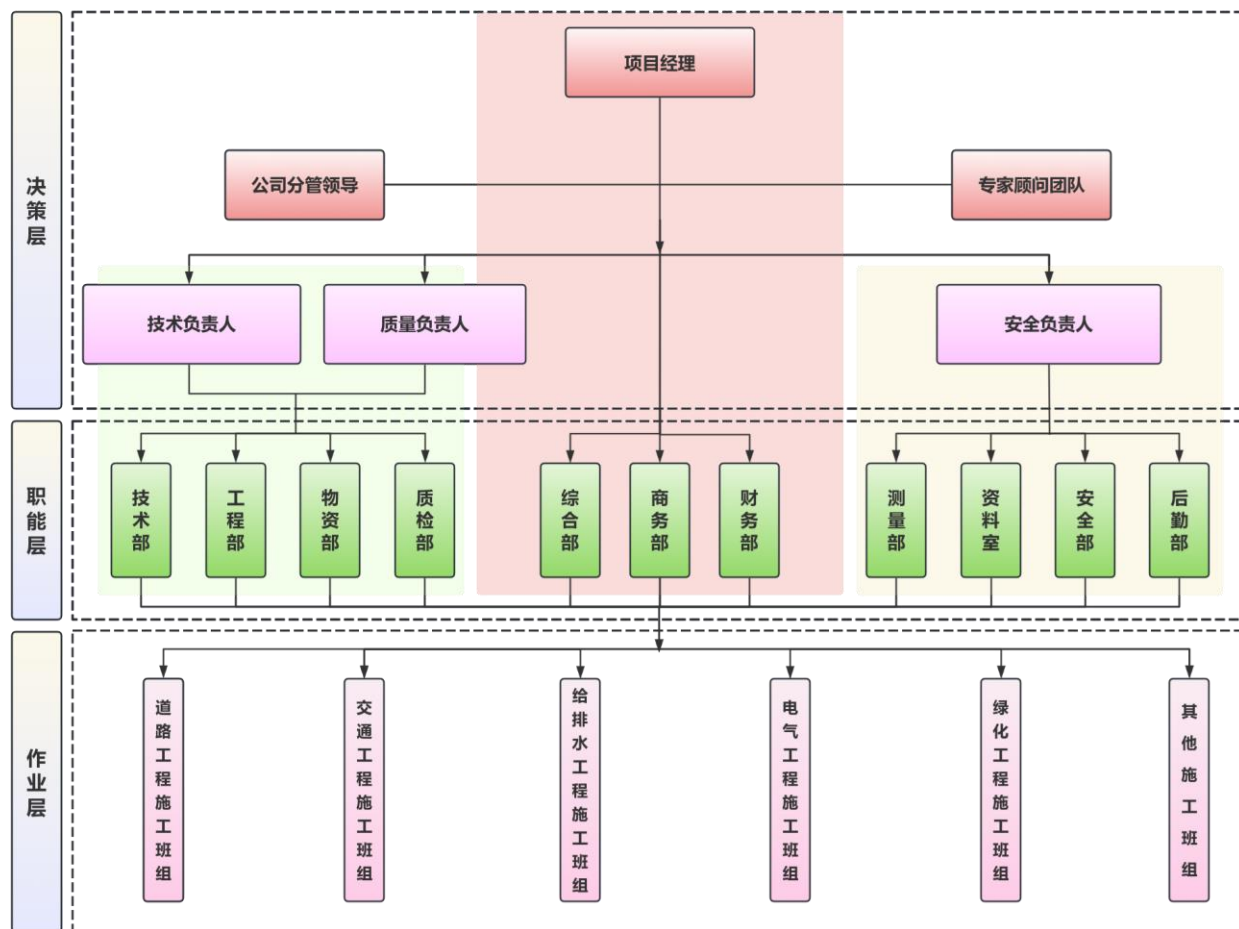 项目经理
公司分管领导
专家顾问团队
决策层
技术负责人
质量负责人
安全负责人
职能层
技术部
工程部
物资部
质检部
综合部
商务部
财务部
测量部
资料室
安全部
后勤部
作业层
道路工程施工班组
交通工程施工班组
给排水工程施工班组
电气工程施工班组
绿化工程施工班组
其他施工班组